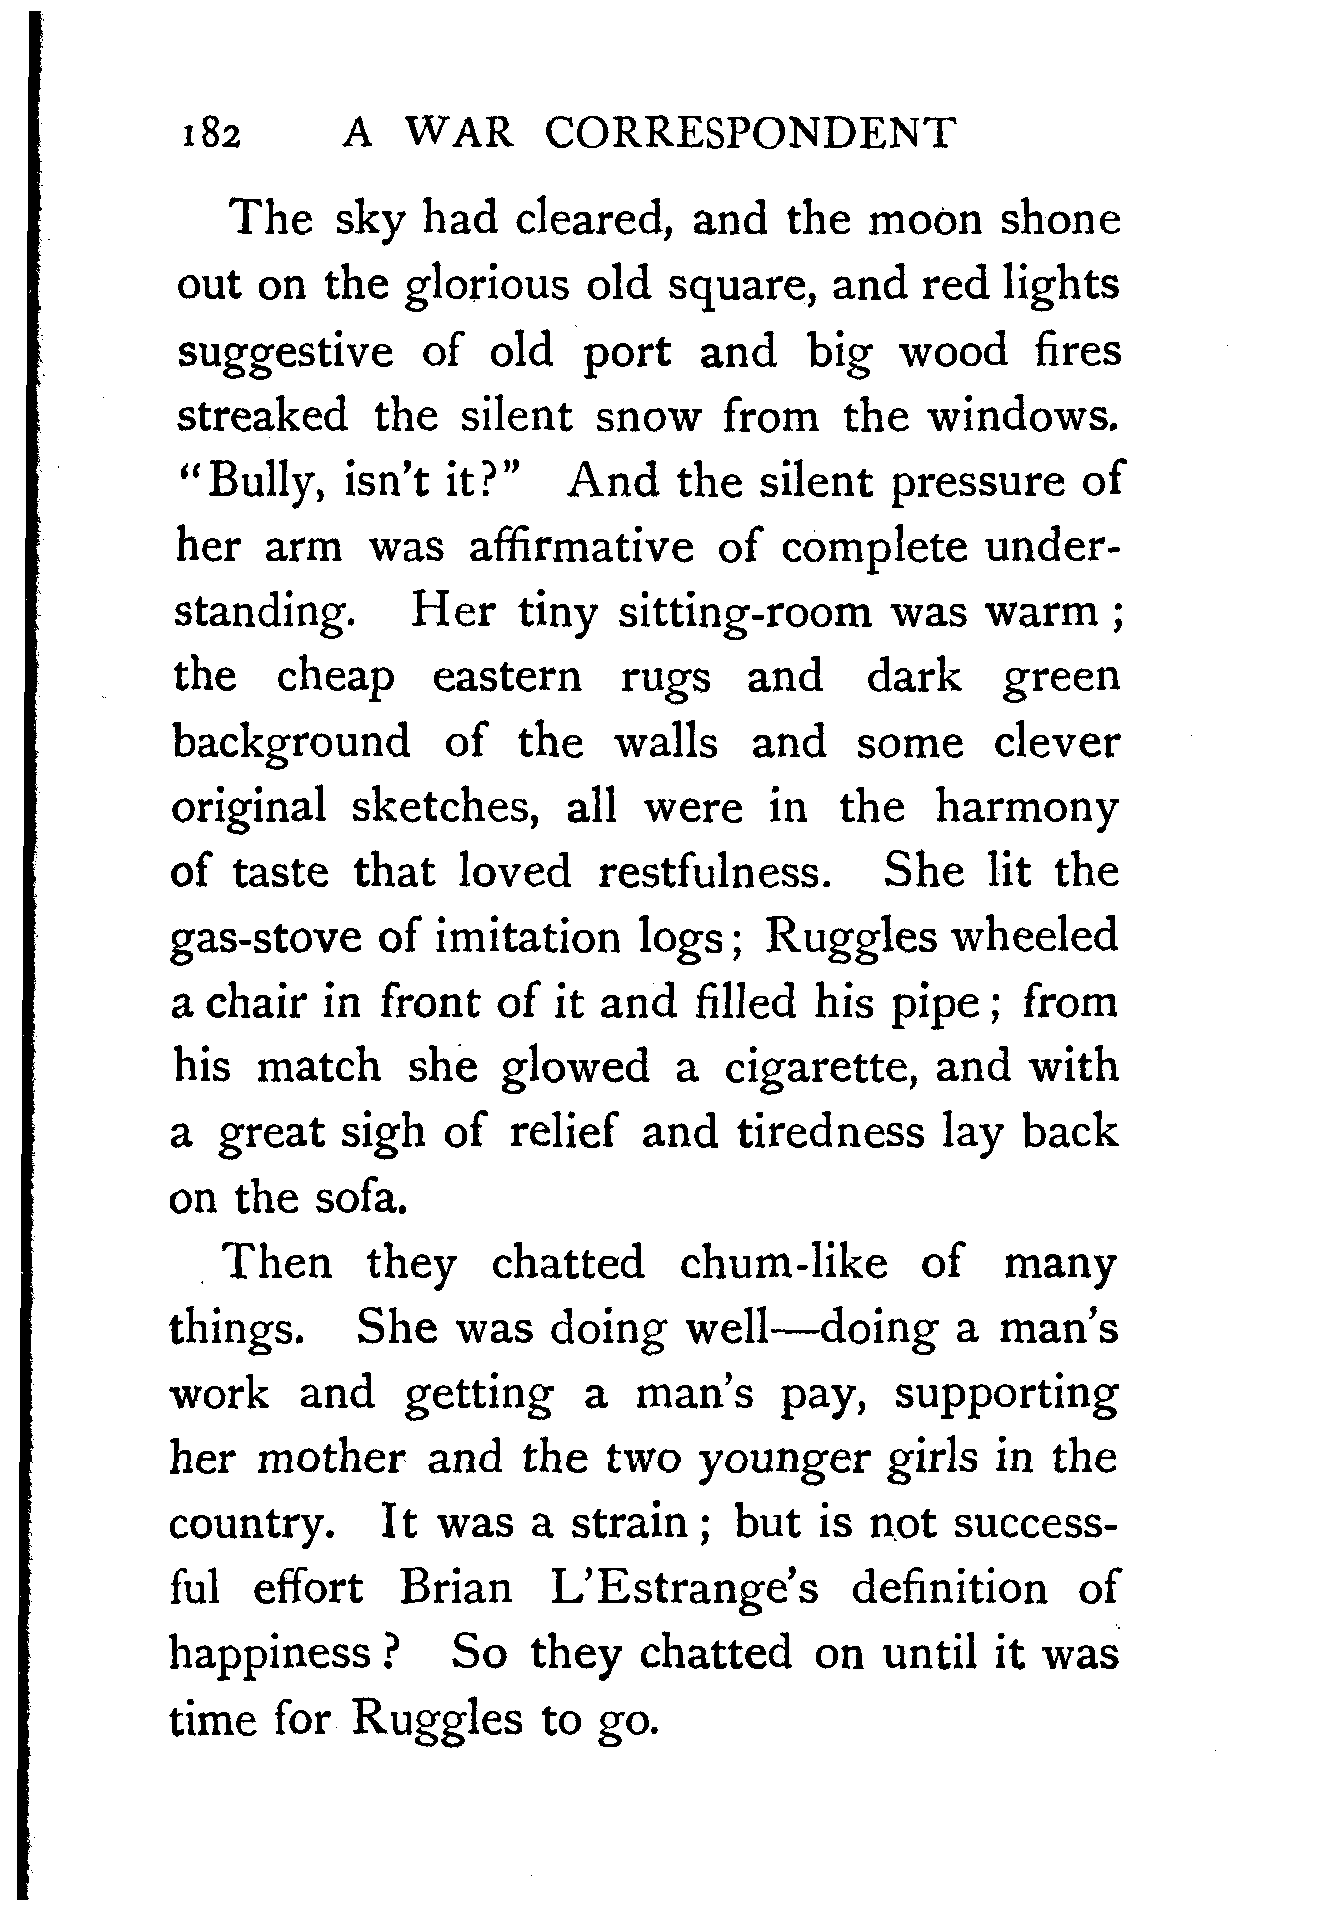 182 A WAR CORRESPONDENT
The sky had cleared, and the moon shone
out on the glorious old square, and red lights
suggestive of old port and big wood fires
streaked the silent snow from the windows.
"Bully, isn't it?" And the silent pressure of
her arm was affirmative of complete under-
standing. Her tiny sitting-room was warm ;
the cheap eastern rugs and dark green
background of the walls and some clever
original sketches, all were in the harmony
of taste that loved restfulness. She lit the
gas-stove of imitation logs ; Ruggles wheeled
a chair in front of it and filled his pipe ; from
his match she glowed a cigarette, and with
a great sigh of relief and tiredness lay back
on the sofa.
Then they chatted chum-like of many
things. She was doing well—doing a man's
work and getting a man's pay, supporting
her mother and the two younger girls in the
country. It was a strain ; but is not success-
ful effort Brian L'Estrange's definition of
happiness ? So they chatted on until it was
time for Ruggles to go.